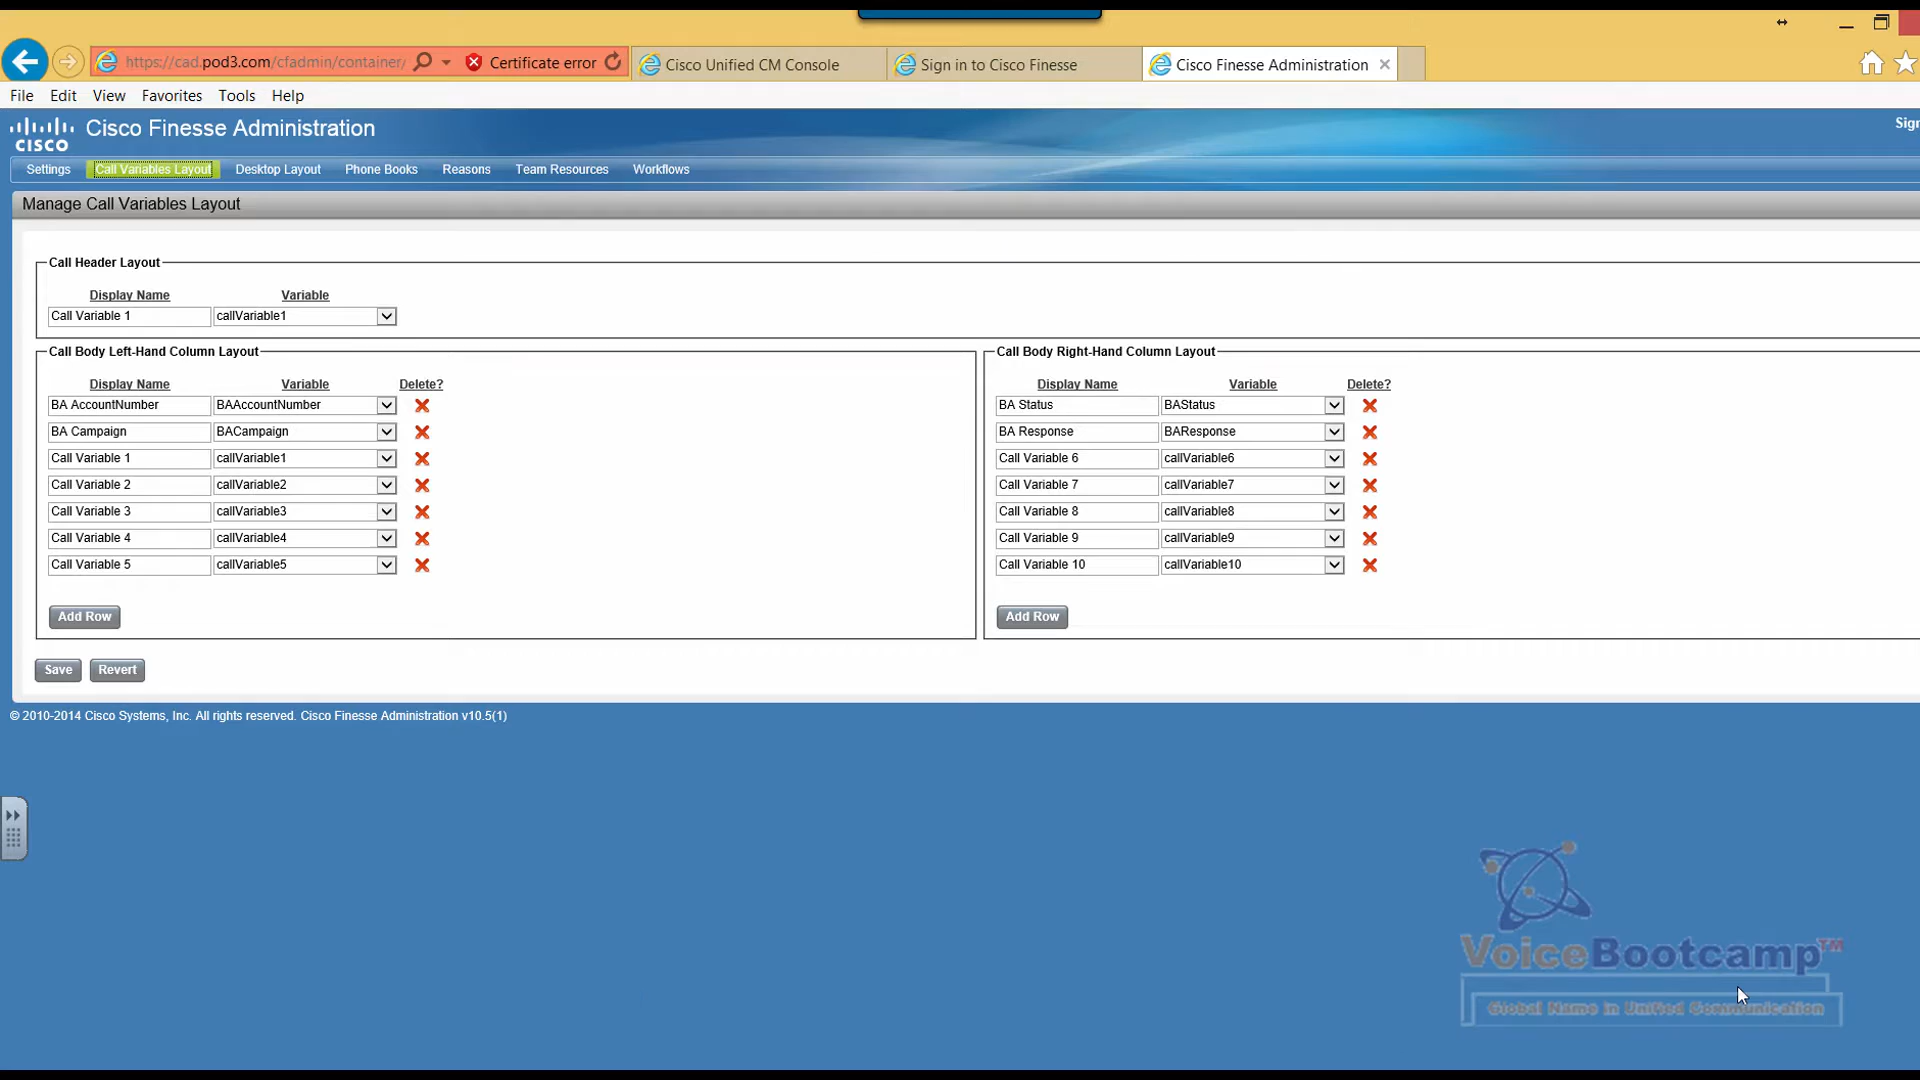 https://cad.pod3.com/cfadmin/container/
Certificate error
Cisco Unified CM Console
Sign in to Cisco Finesse
Cisco Finesse Administration
File Edit View Favorites Tools Help
cisco
Cisco Finesse Administration
Sign
Settings
Call Variables Layout
Desktop Layout
Phone Books
Reasons
Team Resources
Workflows
Manage Call Variables Layout
Call Header Layout
Display Name Variable
Call Variable 1 callVariable1
Call Body Left-Hand Column Layout
Display Name Variable Delete?
BA AccountNumber BAAccountNumber
BA Campaign BACampaign
Call Variable 1 callVariable1
Call Variable 2 callVariable2
Call Variable 3 callVariable3
Call Variable 4 callVariable4
Call Variable 5 callVariable5
Add Row
Call Body Right-Hand Column Layout
Display Name Variable Delete?
BA Status BAStatus
BA Response BAResponse
Call Variable 6 callVariable6
Call Variable 7 callVariable7
Call Variable 8 callVariable8
Call Variable 9 callVariable9
Call Variable 10 callVariable10
Add Row
Save Revert
© 2010-2014 Cisco Systems, Inc. All rights reserved. Cisco Finesse Administration v10.5(1)
VoiceBootcamp™
Global Name in Unified Communication